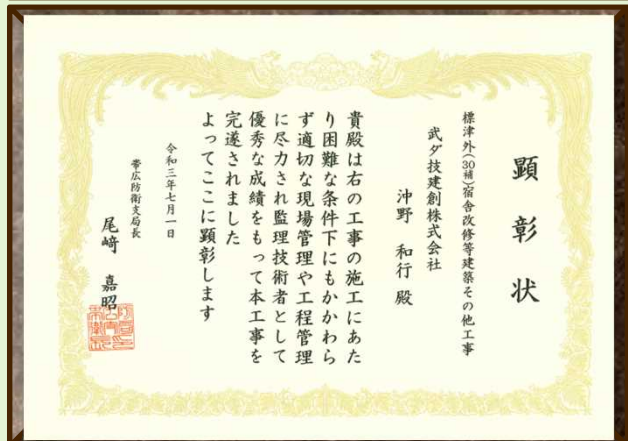 顕彰状
標津外(30補)宿舎改修等建築その他工事
武ダ技建創株式会社
沖野 和行 殿
貴殿は右の工事の施工にあた
り困難な条件下にもかかわら
ず適切な現場管理や工程管理
に尽力され監理技術者として
優秀な成績をもって本工事を
完遂されました
よってここに顕彰します
令和三年七月一日
帯広防衛支局長
尾崎 嘉昭